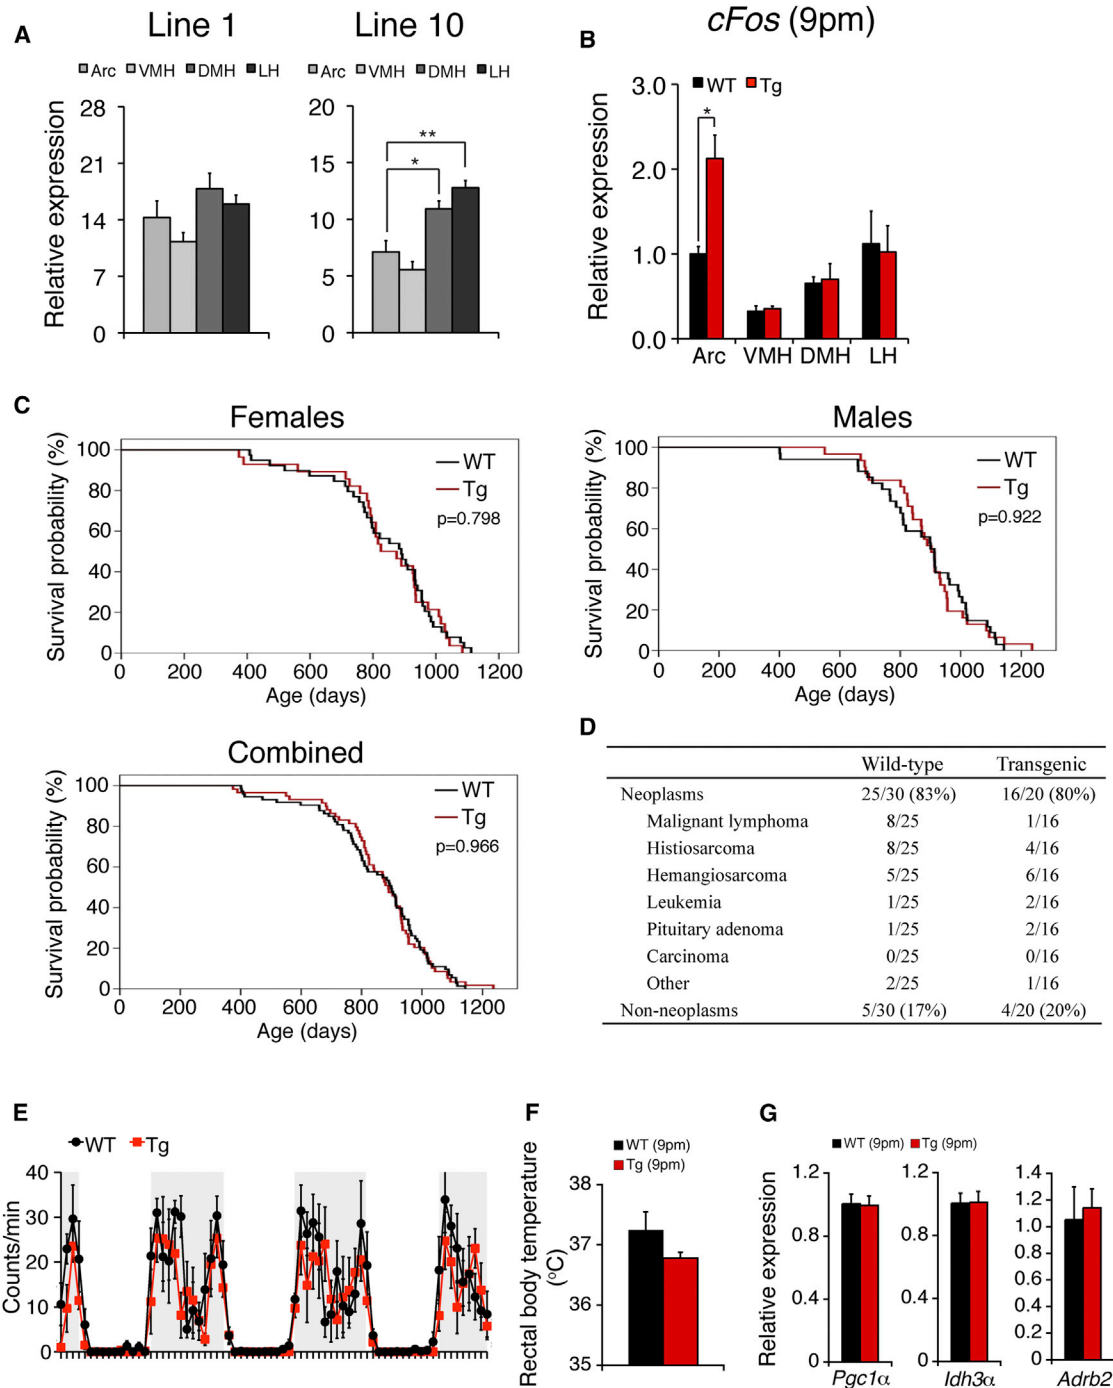 A
Line 1
Line 10
Arc VMH DMH LH
Arc VMH DMH LH
Relative expression
28
21
14
7
0
20
15
10
5
0
**
*
B
cFos (9pm)
WT Tg
Relative expression
3.0
2.0
1.0
0.0
*
Arc VMH DMH LH
C
Females
Survival probability (%)
100
80
60
40
20
0
WT
Tg
p=0.798
0 200 400 600 800 1000 1200
Age (days)
Males
Survival probability (%)
100
80
60
40
20
0
WT
Tg
p=0.922
0 200 400 600 800 1000 1200
Age (days)
Combined
Survival probability (%)
100
80
60
40
20
0
WT
Tg
p=0.966
0 200 400 600 800 1000 1200
Age (days)
D
Wild-type Transgenic
Neoplasms 25/30 (83%) 16/20 (80%)
Malignant lymphoma 8/25 1/16
Histiosarcoma 8/25 4/16
Hemangiosarcoma 5/25 6/16
Leukemia 1/25 2/16
Pituitary adenoma 1/25 2/16
Carcinoma 0/25 0/16
Other 2/25 1/16
Non-neoplasms 5/30 (17%) 4/20 (20%)
E
WT Tg
Counts/min
40
30
20
10
0
F
WT (9pm)
Tg (9pm)
Rectal body temperature
(°C)
38
37
36
35
G
WT (9pm) Tg (9pm)
Relative expression
1.2
0.8
0.4
0
Pgc1α
1.2
0.8
0.4
0
Idh3α
1.4
1.2
1.0
0.8
0.6
0.4
0.2
0
Adrb2